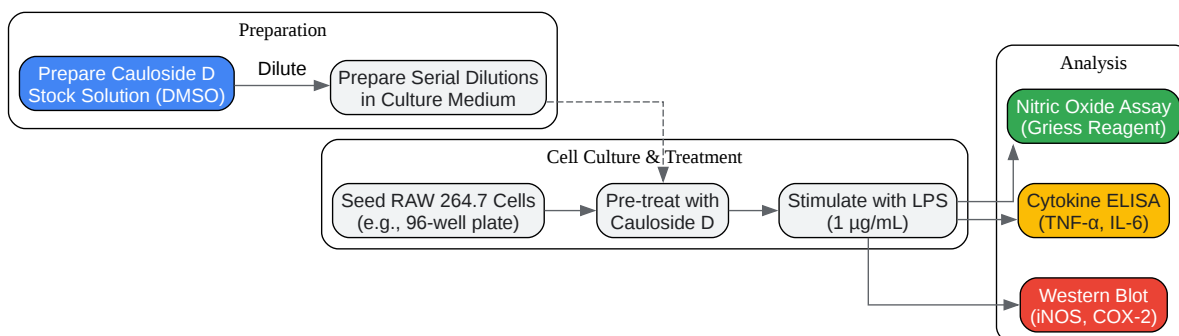 Preparation
Prepare Cauloside D
Stock Solution (DMSO)
Dilute
Prepare Serial Dilutions
in Culture Medium
Cell Culture & Treatment
Seed RAW 264.7 Cells
(e.g., 96-well plate)
Pre-treat with
Cauloside D
Stimulate with LPS
(1 µg/mL)
Analysis
Nitric Oxide Assay
(Griess Reagent)
Cytokine ELISA
(TNF-α, IL-6)
Western Blot
(iNOS, COX-2)